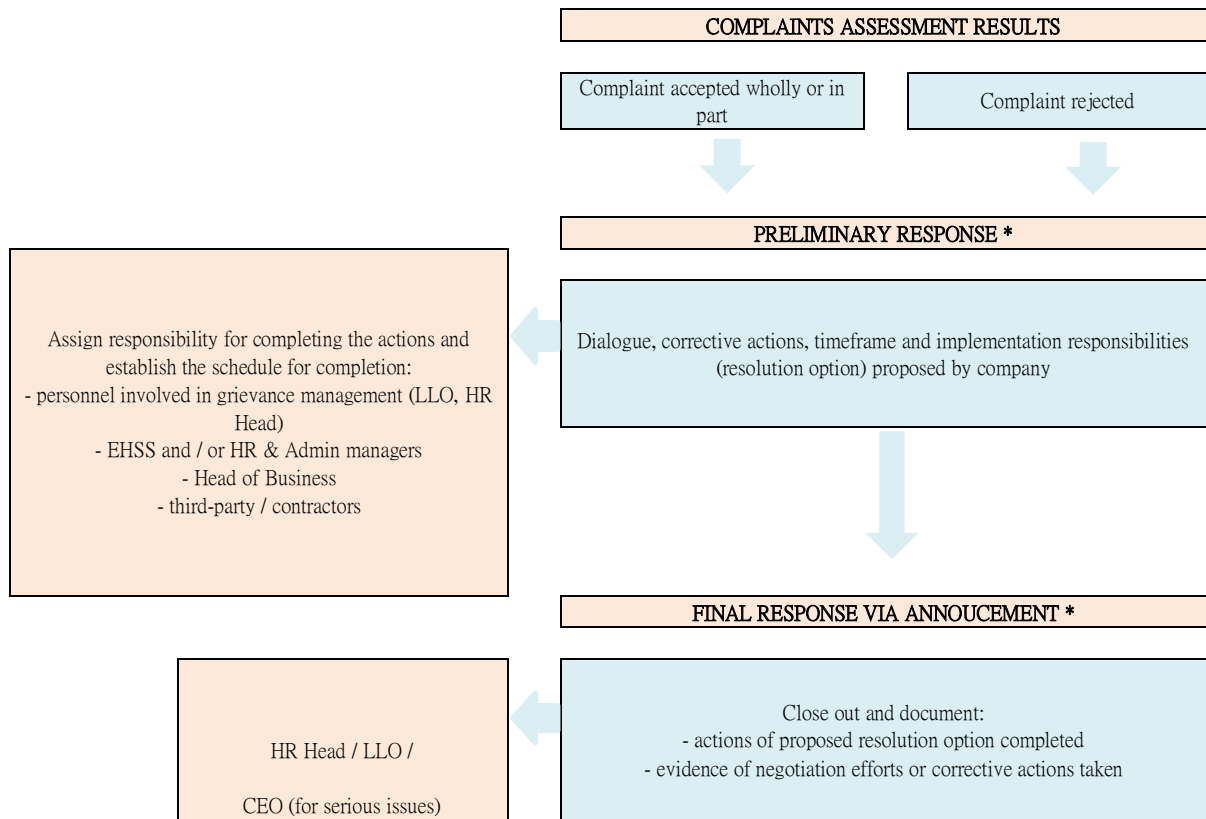 COMPLAINTS ASSESSMENT RESULTS
Complaint accepted wholly or in
part
Complaint rejected
PRELIMINARY RESPONSE *
Assign responsibility for completing the actions and
establish the schedule for completion:
- personnel involved in grievance management (LLO, HR
Head)
- EHSS and / or HR & Admin managers
- Head of Business
- third-party / contractors
Dialogue, corrective actions, timeframe and implementation responsibilities
(resolution option) proposed by company
FINAL RESPONSE VIA ANNOUCEMENT *
HR Head / LLO /
CEO (for serious issues)
Close out and document:
- actions of proposed resolution option completed
- evidence of negotiation efforts or corrective actions taken